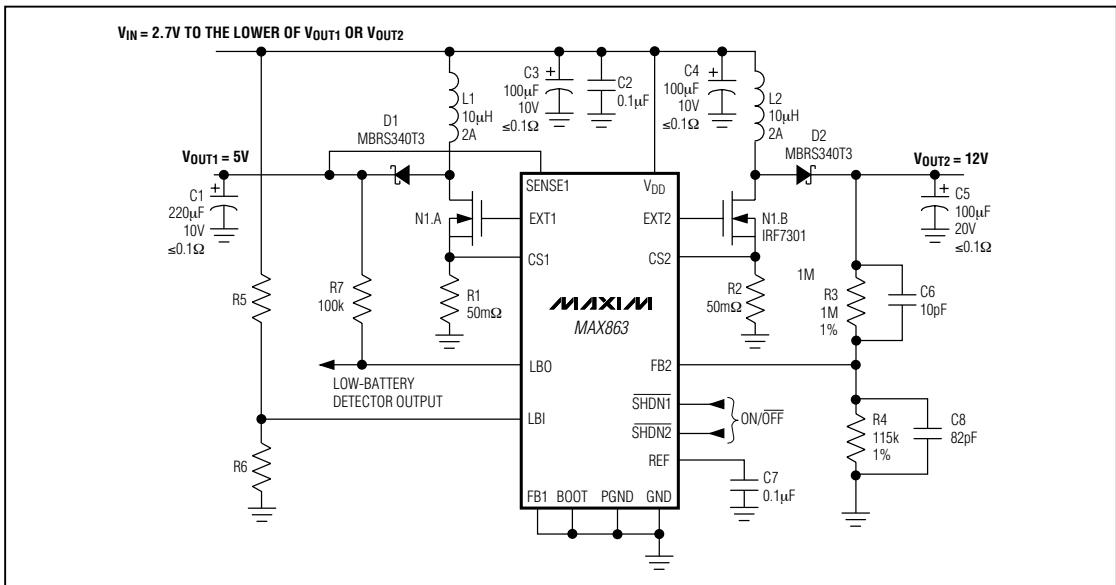 VIN = 2.7V TO THE LOWER OF VOUT1 OR VOUT2
C3
100µF
10V
≤0.1Ω
C2
0.1µF
C4
100µF
10V
≤0.1Ω
L1
10µH
2A
L2
10µH
2A
D1
MBRS340T3
D2
MBRS340T3
VOUT1 = 5V
VOUT2 = 12V
C1
220µF
10V
≤0.1Ω
C5
100µF
20V
≤0.1Ω
SENSE1
VDD
N1.A
EXT1
EXT2
N1.B
IRF7301
CS1
CS2
R5
R7
100k
R1
50mΩ
MAXIM
MAX863
R2
50mΩ
1M
R3
1M
1%
C6
10pF
LBO
FB2
LOW-BATTERY
DETECTOR OUTPUT
LBI
SHDN1
SHDN2
ON/OFF
R4
115k
1%
C8
82pF
R6
REF
C7
0.1µF
FB1 BOOT PGND GND